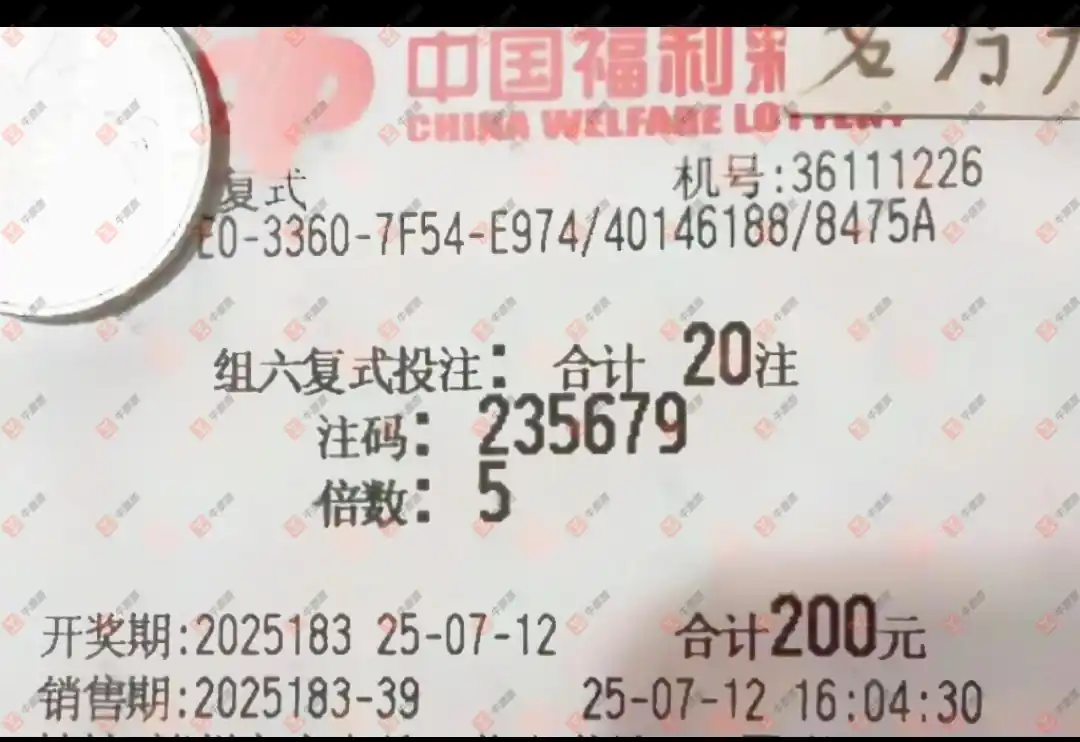 中国福利彩
CHINA WELFARE LOTTERY
复式
机号:36111226
E0-3360-7F54-E974/40146188/8475A
组六复式投注: 合计 20注
注码: 235679
倍数: 5
开奖期:2025183 25-07-12 合计200元
销售期:2025183-39 25-07-12 16:04:30